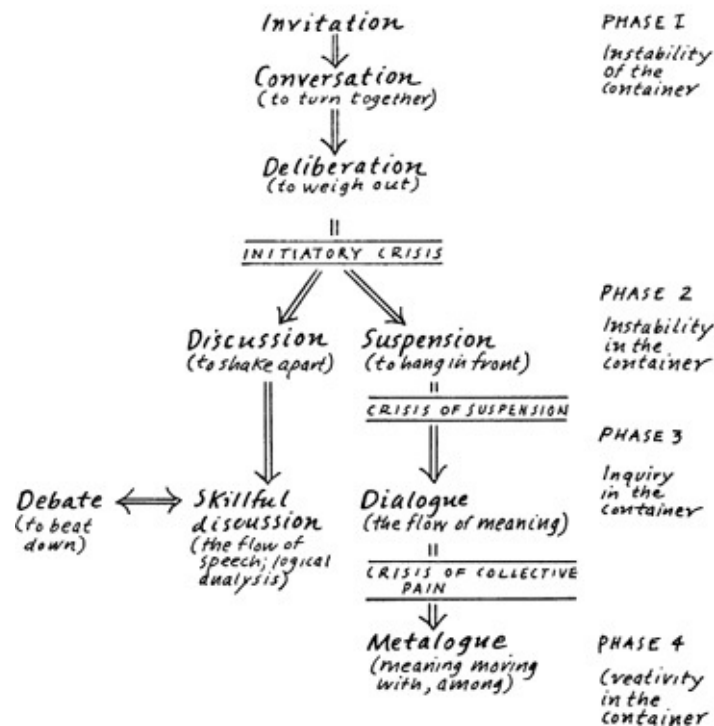 Invitation
PHASE I
Instability
of the
container
Conversation
(to turn together)
Deliberation
(to weigh out)
INITIATORY CRISIS
PHASE 2
Instability
in the
container
Discussion
(to shake apart)
Suspension
(to hang in front)
CRISIS OF SUSPENSION
PHASE 3
Inquiry
in the
container
Debate
(to beat
down)
Skillful
discussion
(the flow of
speech; logical
analysis)
Dialogue
(the flow of meaning)
CRISIS OF COLLECTIVE
PAIN
Metalogue
(meaning moving
with, among)
PHASE 4
Creativity
in the
container